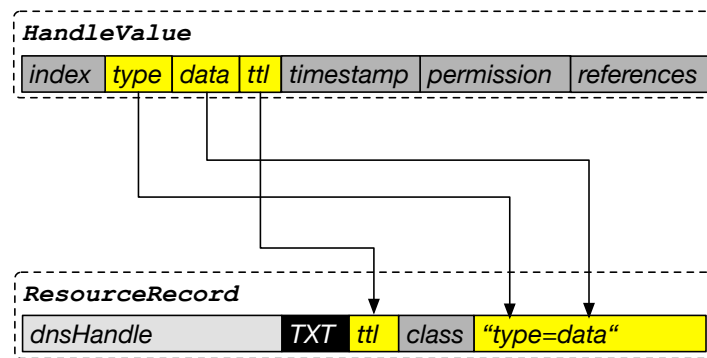 HandleValue
index type data ttl timestamp permission references
ResourceRecord
dnsHandle TXT ttl class “type=data“